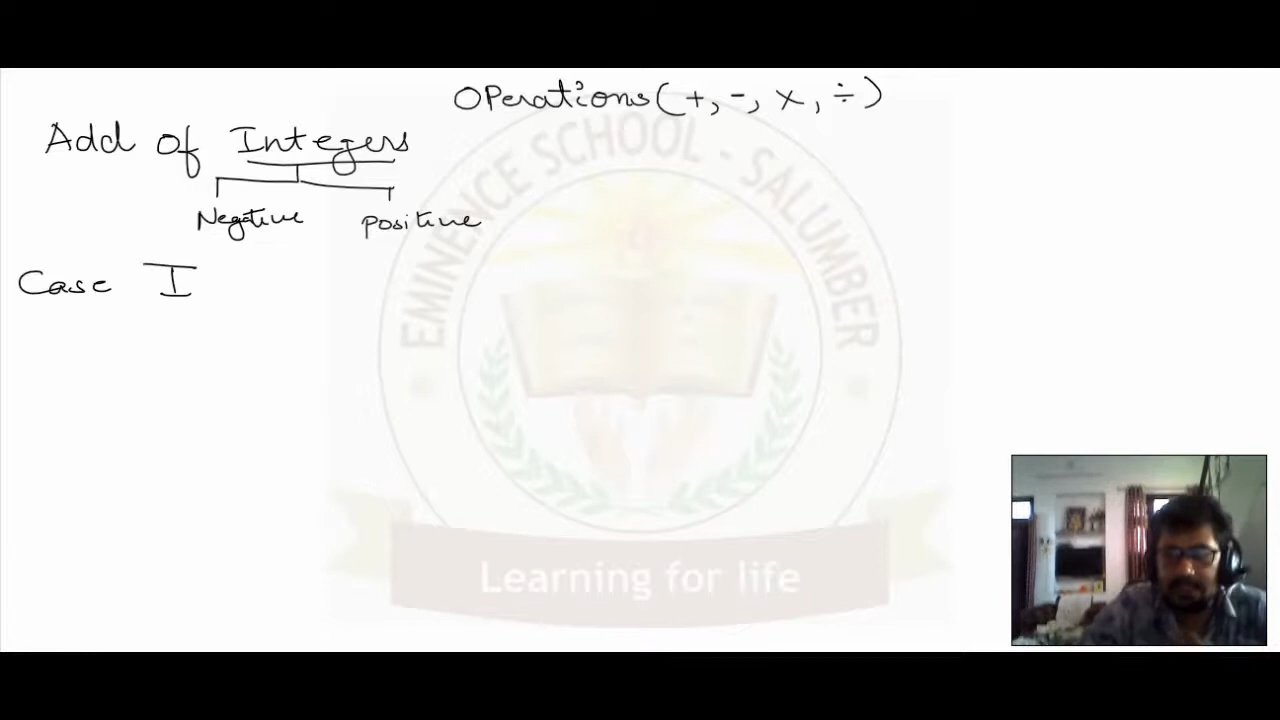 Operations (+, -, x, ÷)
Add of Integers
Negative Positive
Case I
EMINENCE SCHOOL - SALUMBER
Learning for life